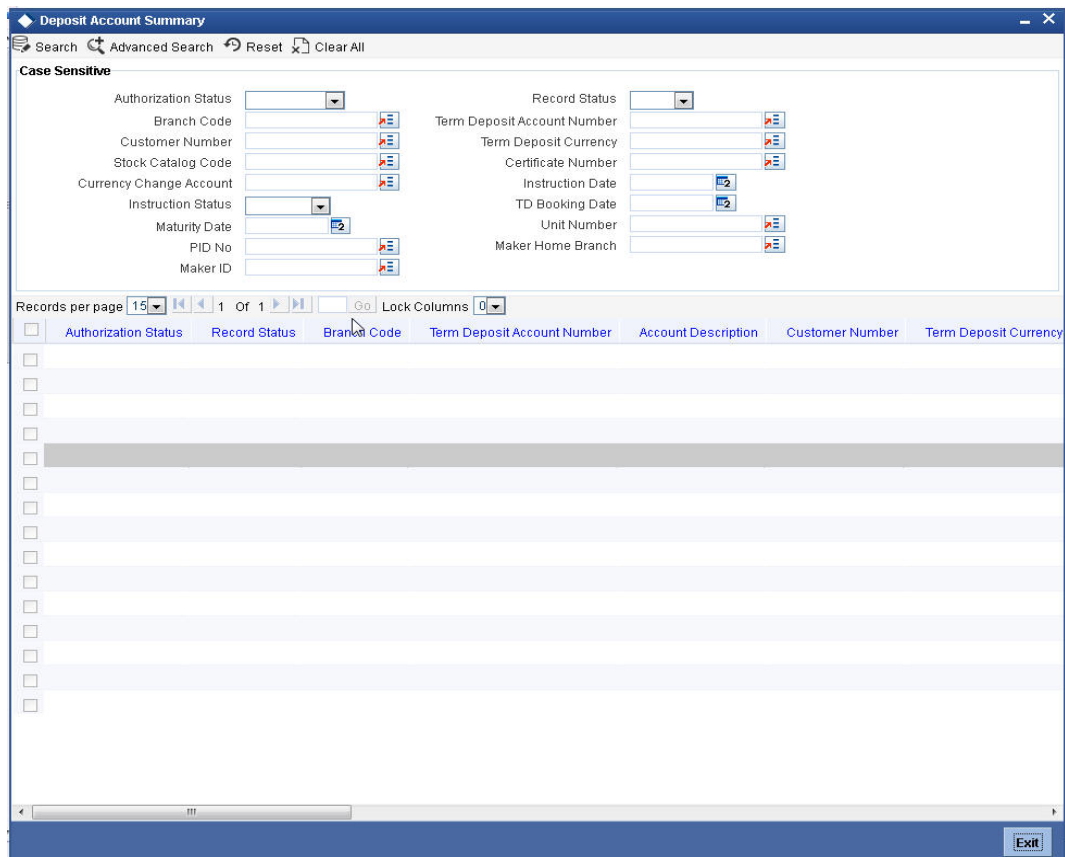 Deposit Account Summary
Search Advanced Search Reset Clear All
Case Sensitive
Authorization Status Record Status
Branch Code Term Deposit Account Number
Customer Number Term Deposit Currency
Stock Catalog Code Certificate Number
Currency Change Account Instruction Date
Instruction Status TD Booking Date
Maturity Date Unit Number
PID No Maker Home Branch
Maker ID
Records per page 15 1 Of 1 Go Lock Columns 0
Authorization Status Record Status Branch Code Term Deposit Account Number Account Description Customer Number Term Deposit Currency
Exit